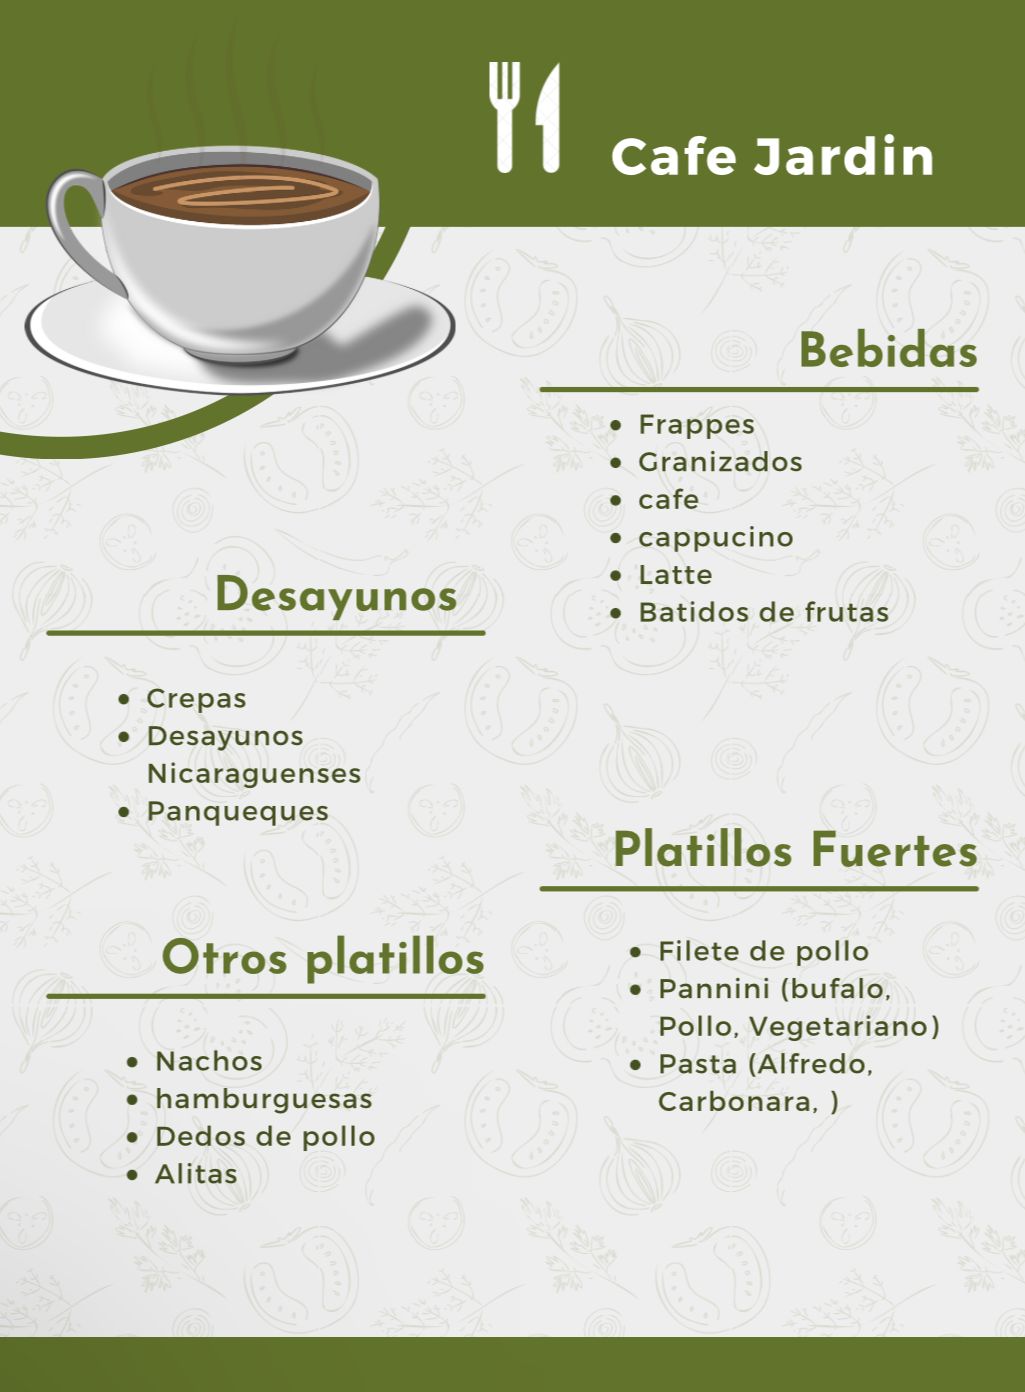 Cafe Jardin
Bebidas
Frappes
Granizados
cafe
cappucino
Latte
Batidos de frutas
Desayunos
Crepas
Desayunos
Nicaraguenses
Panqueques
Platillos Fuertes
Filete de pollo
Pannini (bufalo,
Pollo, Vegetariano)
Pasta (Alfredo,
Carbonara, )
Otros platillos
Nachos
hamburguesas
Dedos de pollo
Alitas